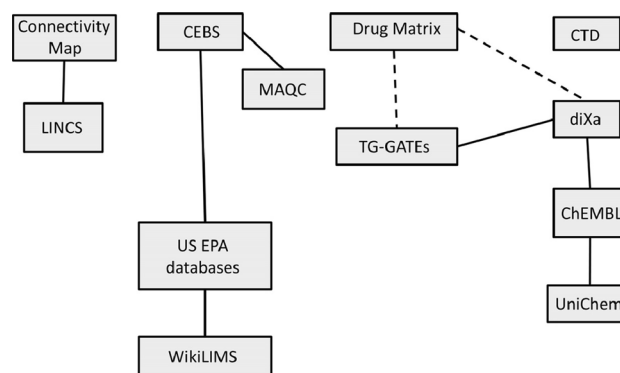 Connectivity
Map
CEBS
Drug Matrix
CTD
MAQC
LINCS
TG-GATEs
diXa
ChEMBL
US EPA
databases
UniChem
WikiLIMS